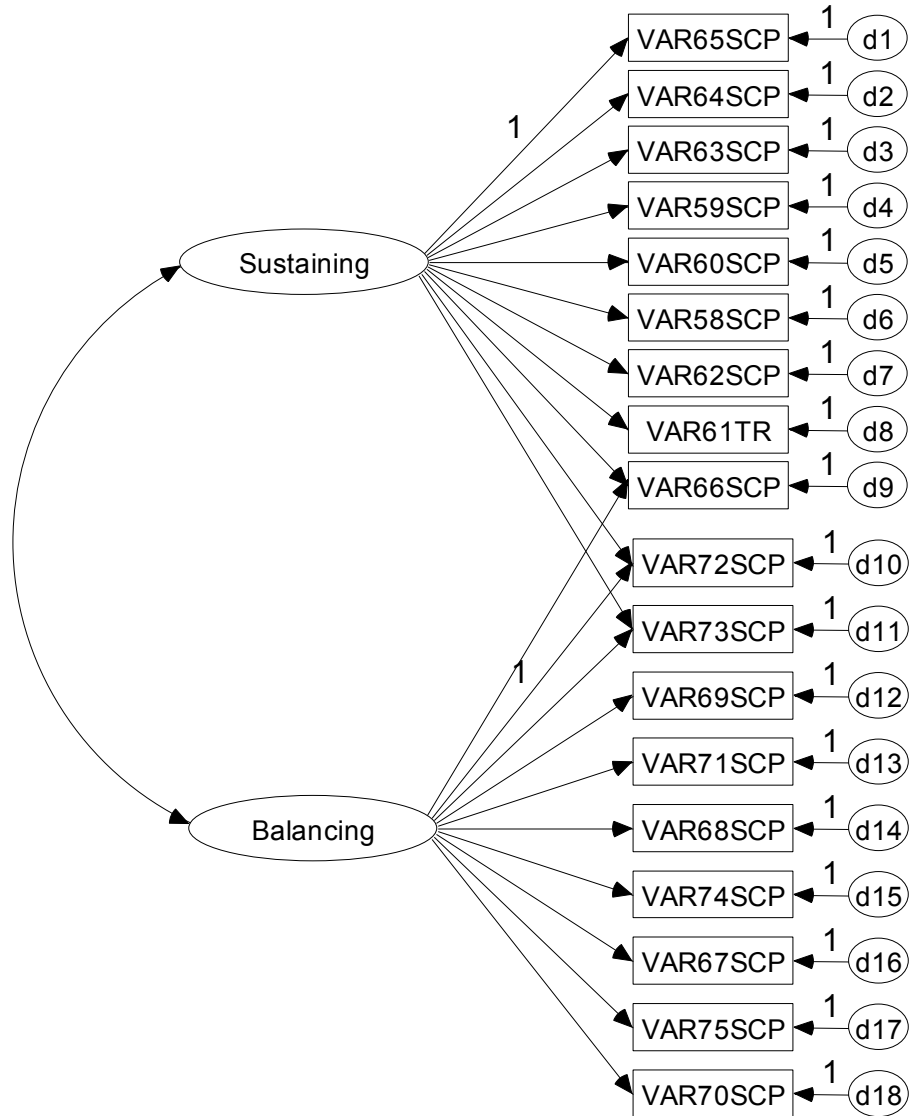 1
VAR65SCP 1 d1
VAR64SCP 1 d2
VAR63SCP 1 d3
VAR59SCP 1 d4
Sustaining VAR60SCP 1 d5
VAR58SCP 1 d6
VAR62SCP 1 d7
VAR61TR 1 d8
VAR66SCP 1 d9
VAR72SCP 1 d10
VAR73SCP 1 d11
1
VAR69SCP 1 d12
VAR71SCP 1 d13
Balancing VAR68SCP 1 d14
VAR74SCP 1 d15
VAR67SCP 1 d16
VAR75SCP 1 d17
VAR70SCP 1 d18